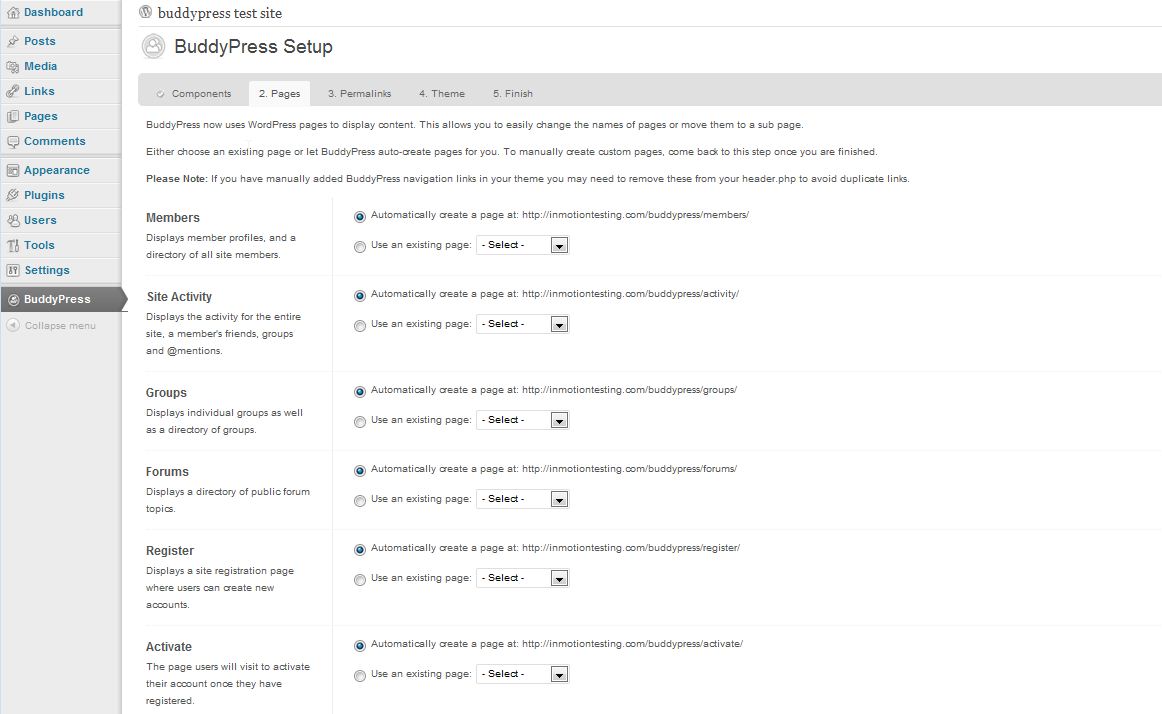 Dashboard
Posts
Media
Links
Pages
Comments
Appearance
Plugins
Users
Tools
Settings
BuddyPress
Collapse menu
buddypress test site
BuddyPress Setup
Components 2. Pages 3. Permalinks 4. Theme 5. Finish
BuddyPress now uses WordPress pages to display content. This allows you to easily change the names of pages or move them to a sub page.
Either choose an existing page or let BuddyPress auto-create pages for you. To manually create custom pages, come back to this step once you are finished.
Please Note: If you have manually added BuddyPress navigation links in your theme you may need to remove these from your header.php to avoid duplicate links.
Members
Displays member profiles, and a
directory of all site members.
Automatically create a page at: http://inmotiontesting.com/buddypress/members/
Use an existing page: - Select -
Site Activity
Displays the activity for the entire
site, a member's friends, groups
and @mentions.
Automatically create a page at: http://inmotiontesting.com/buddypress/activity/
Use an existing page: - Select -
Groups
Displays individual groups as well
as a directory of groups.
Automatically create a page at: http://inmotiontesting.com/buddypress/groups/
Use an existing page: - Select -
Forums
Displays a directory of public forum
topics.
Automatically create a page at: http://inmotiontesting.com/buddypress/forums/
Use an existing page: - Select -
Register
Displays a site registration page
where users can create new
accounts.
Automatically create a page at: http://inmotiontesting.com/buddypress/register/
Use an existing page: - Select -
Activate
The page users will visit to activate
their account once they have
registered.
Automatically create a page at: http://inmotiontesting.com/buddypress/activate/
Use an existing page: - Select -